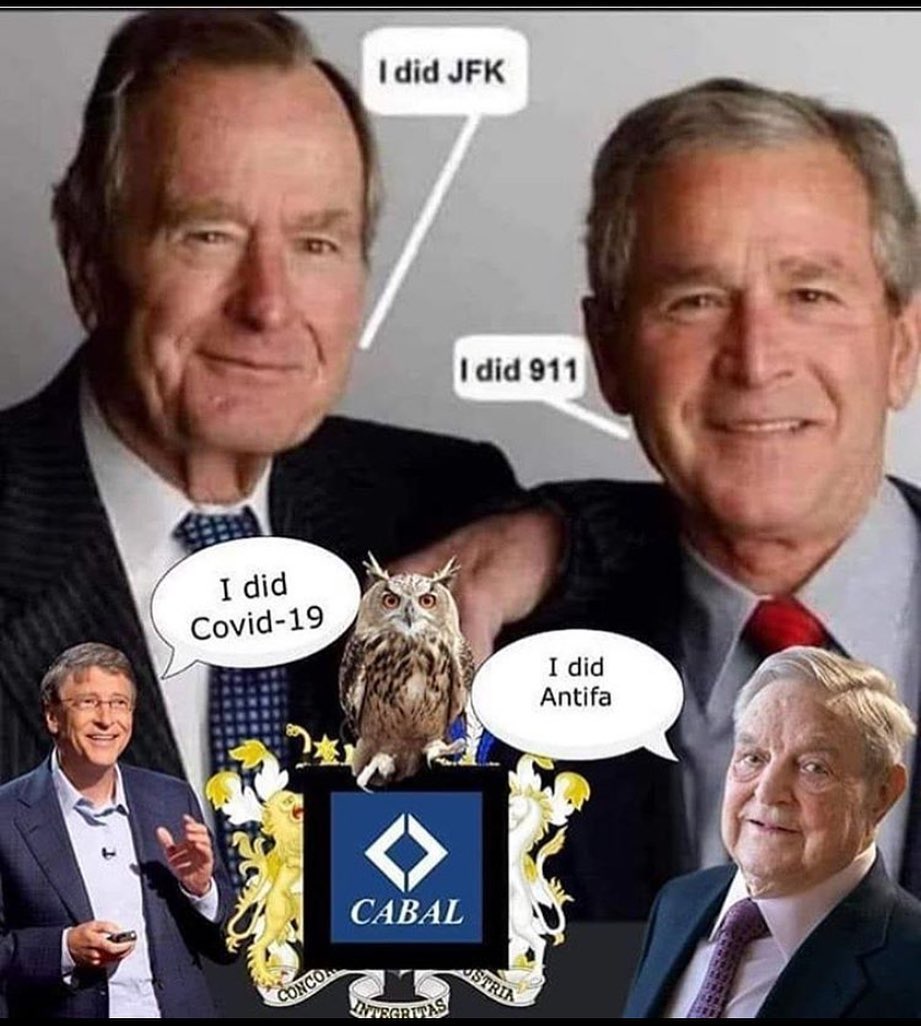 I did JFK
I did 911
I did
Covid-19
I did
Antifa
CABAL
CONCOR
INTEGRITAS
USTRIA